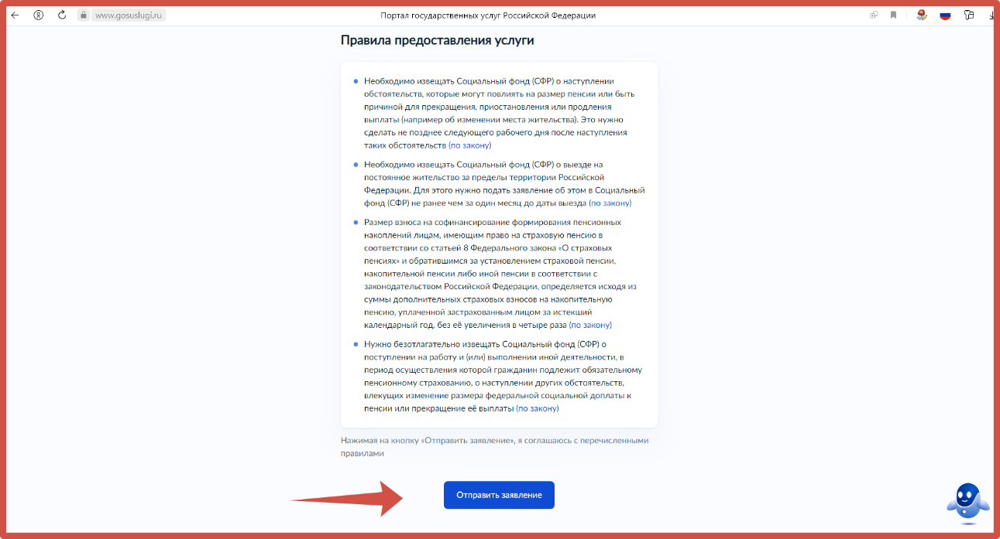 www.gosuslugi.ru
Портал государственных услуг Российской Федерации
Правила предоставления услуги
Необходимо извещать Социальный фонд (СФР) о наступлении
обстоятельств, которые могут повлиять на размер пенсии или быть
причиной для прекращения, приостановления или продления
выплаты (например об изменении места жительства). Это нужно
сделать не позднее следующего рабочего дня после наступления
таких обстоятельств (по закону)
Необходимо извещать Социальный фонд (СФР) о выезде на
постоянное жительство за пределы территории Российской
Федерации. Для этого нужно подать заявление об этом в Социальный
фонд (СФР) не ранее чем за один месяц до даты выезда (по закону)
Размер взноса на софинансирование формирования пенсионных
накоплений лицам, имеющим право на страховую пенсию в
соответствии со статьей 8 Федерального закона «О страховых
пенсиях» и обратившимся за установлением страховой пенсии,
накопительной пенсии либо иной пенсии в соответствии с
законодательством Российской Федерации, определяется исходя из
суммы дополнительных страховых взносов на накопительную
пенсию, уплаченной застрахованным лицом за истекший
календарный год, без её увеличения в четыре раза (по закону)
Нужно безотлагательно извещать Социальный фонд (СФР) о
поступлении на работу и (или) выполнении иной деятельности, в
период осуществления которой гражданин подлежит обязательному
пенсионному страхованию, о наступлении других обстоятельств,
влекущих изменение размера федеральной социальной доплаты к
пенсии или прекращение её выплаты (по закону)
Нажимая на кнопку «Отправить заявление», я соглашаюсь с перечисленными
правилами
Отправить заявление